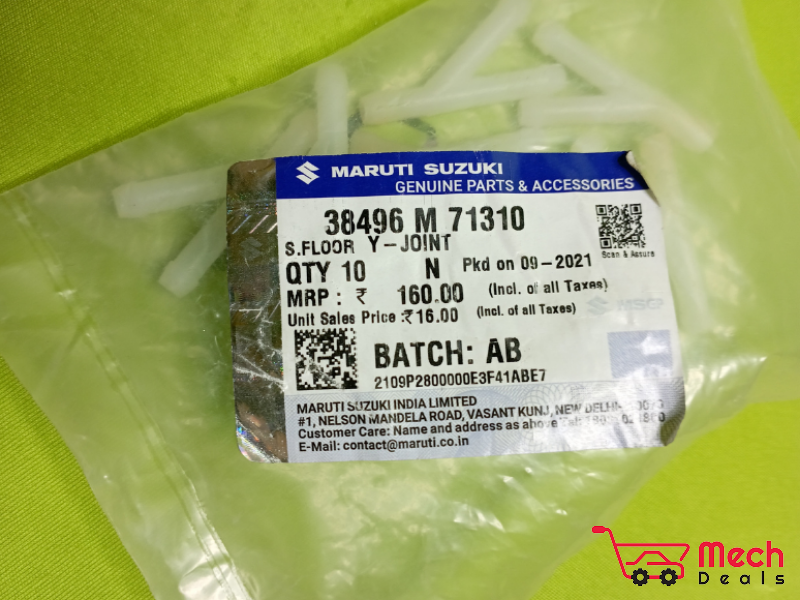 MARUTI SUZUKI
GENUINE PARTS & ACCESSORIES
38496 M 71310
S.FLOOR Y-JOINT
QTY 10 N Pkd on 09-2021
Scan & Assure
MRP : ₹ 160.00 (Incl. of all Taxes)
Unit Sales Price :₹16.00 (Incl. of all Taxes)
MSGP
BATCH: AB
2109P2800000E3F41ABE7
MARUTI SUZUKI INDIA LIMITED
#1, NELSON MANDELA ROAD, VASANT KUNJ, NEW DELHI-
Customer Care: Name and address as above
E-Mail: contact@maruti.co.in
Mech
Deals